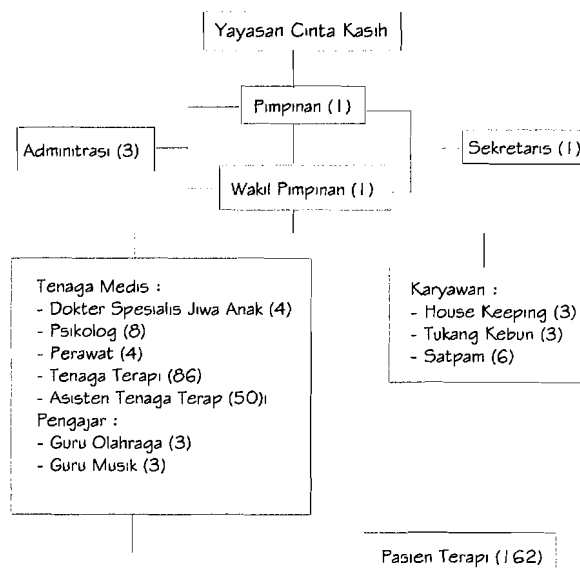 Yayasan Cinta Kasih
Pimpinan (1)
Adminitrasi (3)
Sekretaris (1)
Wakil Pimpinan (1)
Tenaga Medis :
- Dokter Spesialis Jiwa Anak (4)
- Psikolog (8)
- Perawat (4)
- Tenaga Terapi (86)
- Asisten Tenaga Terap (50)i
Pengajar :
- Guru Olahraga (3)
- Guru Musik (3)
Karyawan :
- House Keeping (3)
- Tukang Kebun (3)
- Satpam (6)
Pasien Terapi (162)